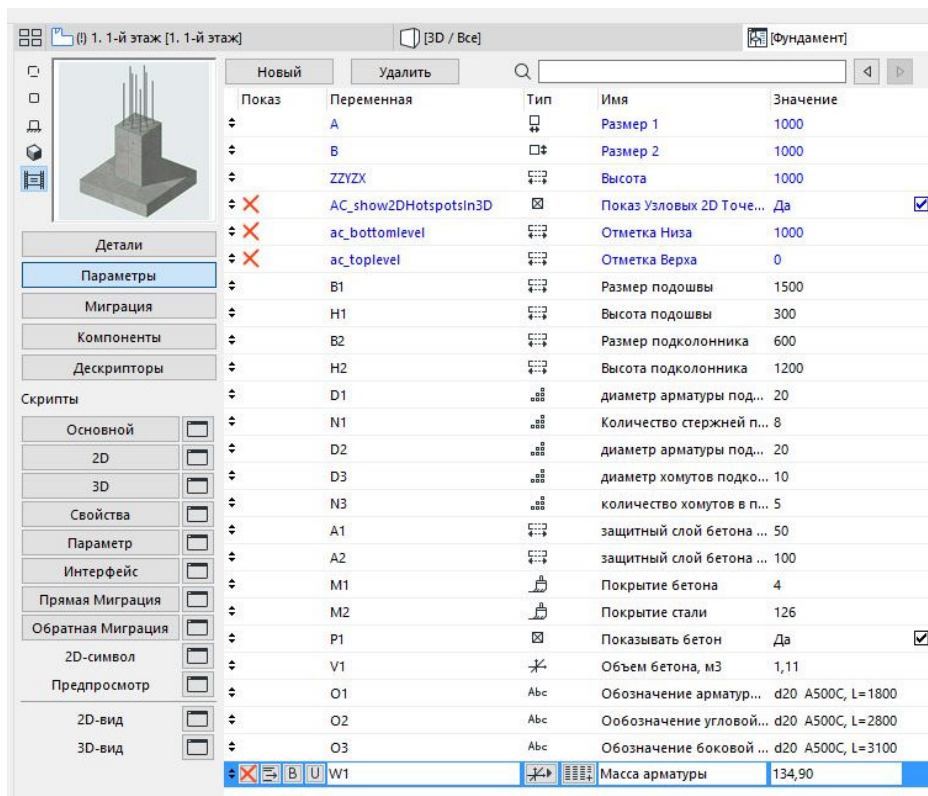 (!) 1. 1-й этаж [1. 1-й этаж] [3D / Все] [Фундамент]
Новый Удалить
Показ Переменная Тип Имя Значение
A Размер 1 1000
B Размер 2 1000
ZZYZX Высота 1000
AC_show2DHotspotsIn3D Показ Узловых 2D Точе... Да
ac_bottomlevel Отметка Низа 1000
ac_toplevel Отметка Верха 0
B1 Размер подошвы 1500
H1 Высота подошвы 300
B2 Размер подколонника 600
H2 Высота подколонника 1200
D1 диаметр арматуры под... 20
N1 Количество стержней п... 8
D2 диаметр арматуры под... 20
D3 диаметр хомутов подко... 10
N3 количество хомутов в п... 5
A1 защитный слой бетона ... 50
A2 защитный слой бетона ... 100
M1 Покрытие бетона 4
M2 Покрытие стали 126
P1 Показывать бетон Да
V1 Объем бетона, м3 1,11
O1 Abc Обозначение арматур... d20 A500C, L=1800
O2 Abc Ообозначение угловой... d20 A500C, L=2800
O3 Abc Обозначение боковой ... d20 A500C, L=3100
B U W1 Масса арматуры 134,90
Детали
Параметры
Миграция
Компоненты
Дескрипторы
Скрипты
Основной
2D
3D
Свойства
Параметр
Интерфейс
Прямая Миграция
Обратная Миграция
2D-символ
Предпросмотр
2D-вид
3D-вид